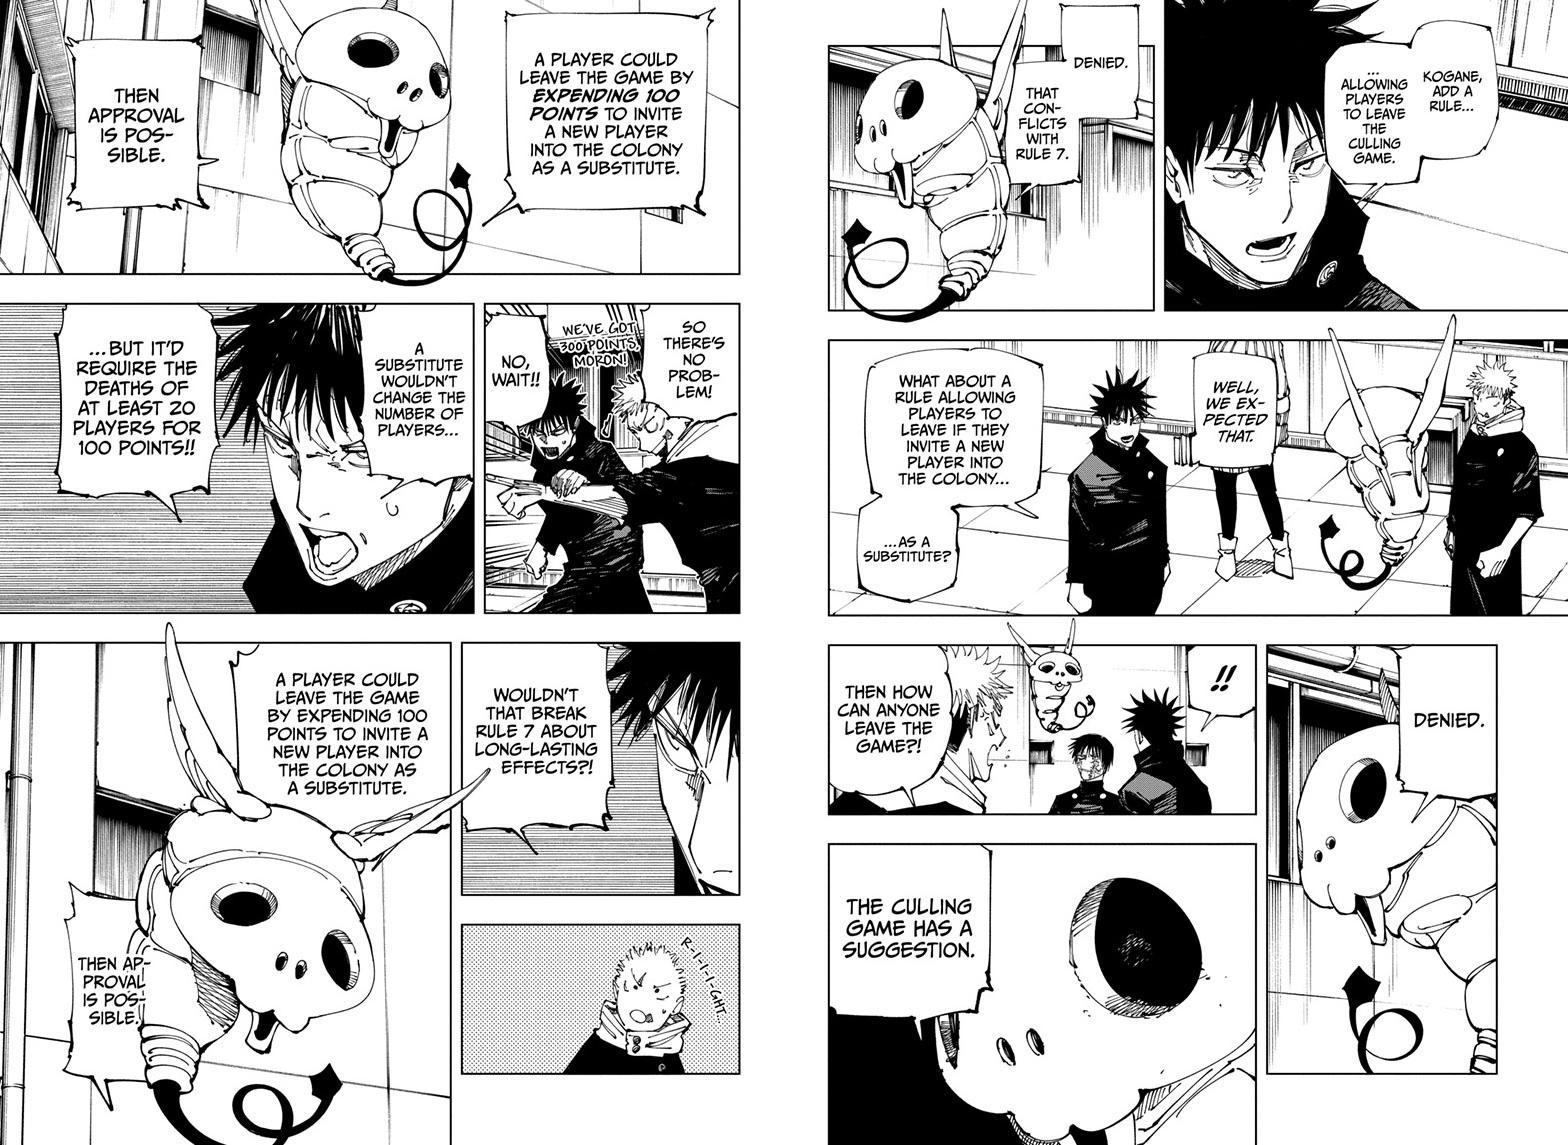 KOGANE,
ADD A
RULE...
...
ALLOWING
PLAYERS
TO LEAVE
THE
CULLING
GAME.
DENIED.
THAT
CON-
FLICTS
WITH
RULE 7.
WELL,
WE EX-
PECTED
THAT.
WHAT ABOUT A
RULE ALLOWING
PLAYERS TO
LEAVE IF THEY
INVITE A NEW
PLAYER INTO
THE COLONY...
...AS A
SUBSTITUTE?
DENIED.
!!
THEN HOW
CAN ANYONE
LEAVE THE
GAME?!
THE CULLING
GAME HAS A
SUGGESTION.
A PLAYER COULD
LEAVE THE GAME BY
EXPENDING 100
POINTS TO INVITE
A NEW PLAYER
INTO THE COLONY
AS A SUBSTITUTE.
THEN
APPROVAL
IS POS-
SIBLE.
SO
THERE'S
NO
PROB-
LEM!
WE'VE GOT
300 POINTS,
MORON!
NO,
WAIT!!
A
SUBSTITUTE
WOULDN'T
CHANGE THE
NUMBER OF
PLAYERS...
...BUT IT'D
REQUIRE THE
DEATHS OF
AT LEAST 20
PLAYERS FOR
100 POINTS!!
WOULDN'T
THAT BREAK
RULE 7 ABOUT
LONG-LASTING
EFFECTS?!
R-I-I-I-GHT...
A PLAYER COULD
LEAVE THE GAME
BY EXPENDING 100
POINTS TO INVITE A
NEW PLAYER INTO
THE COLONY AS
A SUBSTITUTE.
THEN AP-
PROVAL
IS POS-
SIBLE.